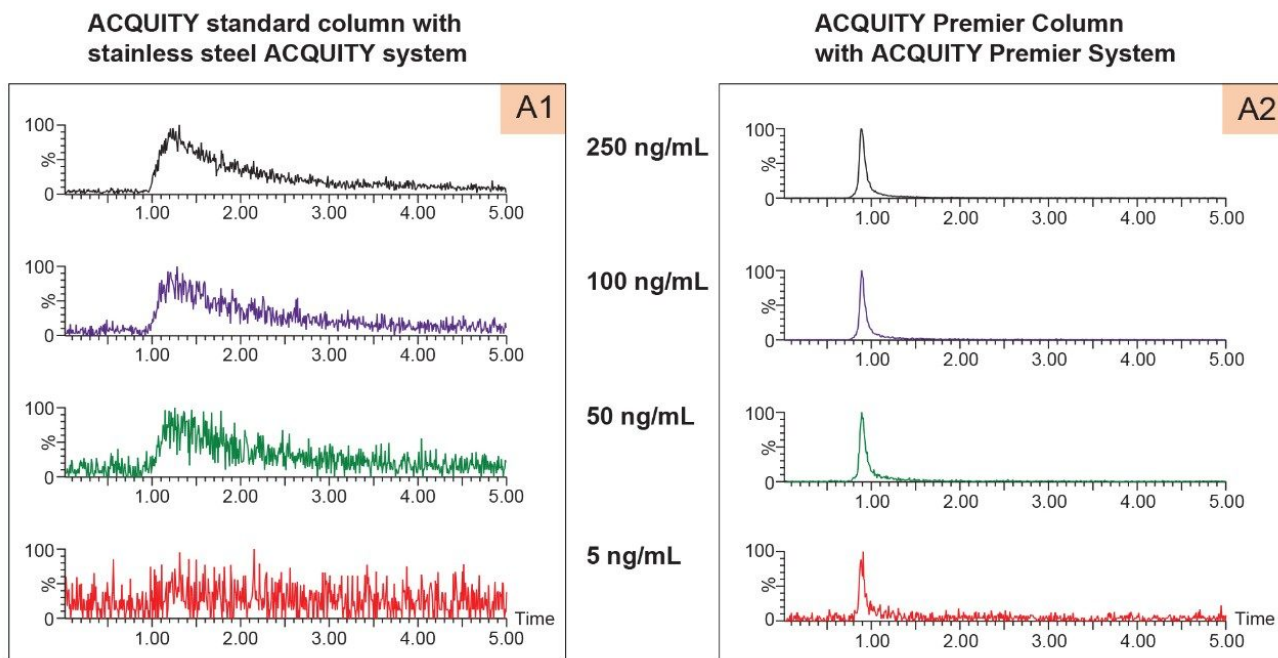 ACQUITY standard column with
stainless steel ACQUITY system
ACQUITY Premier Column
with ACQUITY Premier System
A1
100
%
0
1.00 2.00 3.00 4.00 5.00
100
%
0
1.00 2.00 3.00 4.00 5.00
100
%
0
1.00 2.00 3.00 4.00 5.00
100
%
0
1.00 2.00 3.00 4.00 5.00
Time
250 ng/mL
100 ng/mL
50 ng/mL
5 ng/mL
A2
100
%
0
1.00 2.00 3.00 4.00 5.00
100
%
0
1.00 2.00 3.00 4.00 5.00
100
%
0
1.00 2.00 3.00 4.00 5.00
100
%
0
1.00 2.00 3.00 4.00 5.00
Time